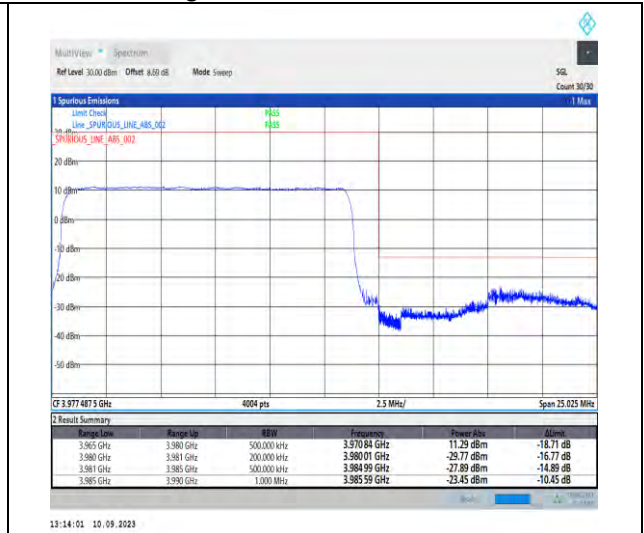 MultiView Spectrum
Ref Level 30.00 dBm Offset 8.69 dB Mode Sweep SGL
Count 30/30
1 Spurious Emissions 1 Max
Limit Check PASS
Line _SPURIOUS_LINE_ABS_002 PASS
_SPURIOUS_LINE_ABS_002
20 dBm
10 dBm
0 dBm
-10 dBm
-20 dBm
-30 dBm
-40 dBm
-50 dBm
CF 3.977 487 5 GHz 4004 pts 2.5 MHz/ Span 25.025 MHz
2 Result Summary
Range Low Range Up RBW Frequency Power Abs ΔLimit
3.965 GHz 3.980 GHz 500.000 kHz 3.970 84 GHz 11.29 dBm -18.71 dB
3.980 GHz 3.981 GHz 200.000 kHz 3.980 01 GHz -29.77 dBm -16.77 dB
3.981 GHz 3.985 GHz 500.000 kHz 3.984 99 GHz -27.89 dBm -14.89 dB
3.985 GHz 3.990 GHz 1.000 MHz 3.985 59 GHz -23.45 dBm -10.45 dB
13:14:01 10.09.2023